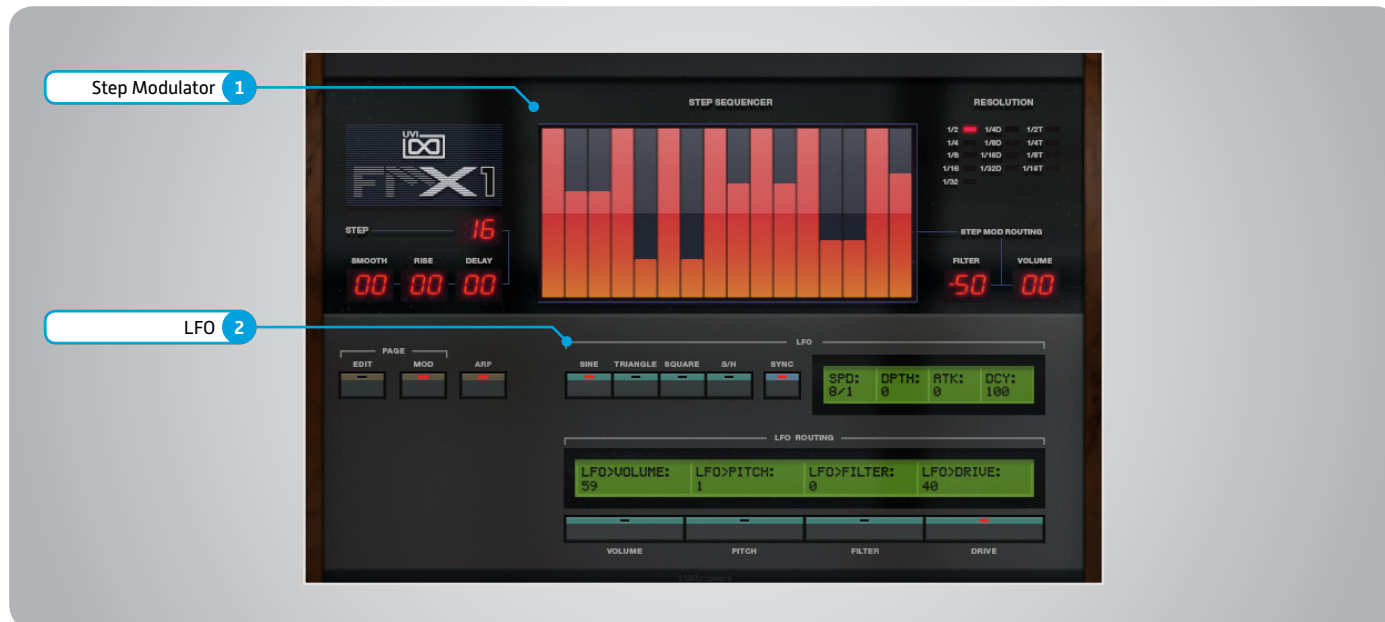 Step Modulator 1
STEP SEQUENCER
RESOLUTION
1/2 1/4D 1/2T
1/4 1/8D 1/4T
1/8 1/16D 1/8T
1/16 1/32D 1/16T
1/32
UVI
FMX1
STEP 16
SMOOTH RISE DELAY
00 00 00
STEP MOD ROUTING
FILTER VOLUME
-50 00
LFO 2
PAGE
EDIT MOD ARP
LFO
SINE TRIANGLE SQUARE S/H SYNC
SPD: DPTH: ATK: DCY:
8/1 0 0 100
LFO ROUTING
LFO>VOLUME: LFO>PITCH: LFO>FILTER: LFO>DRIVE:
59 1 0 40
VOLUME PITCH FILTER DRIVE